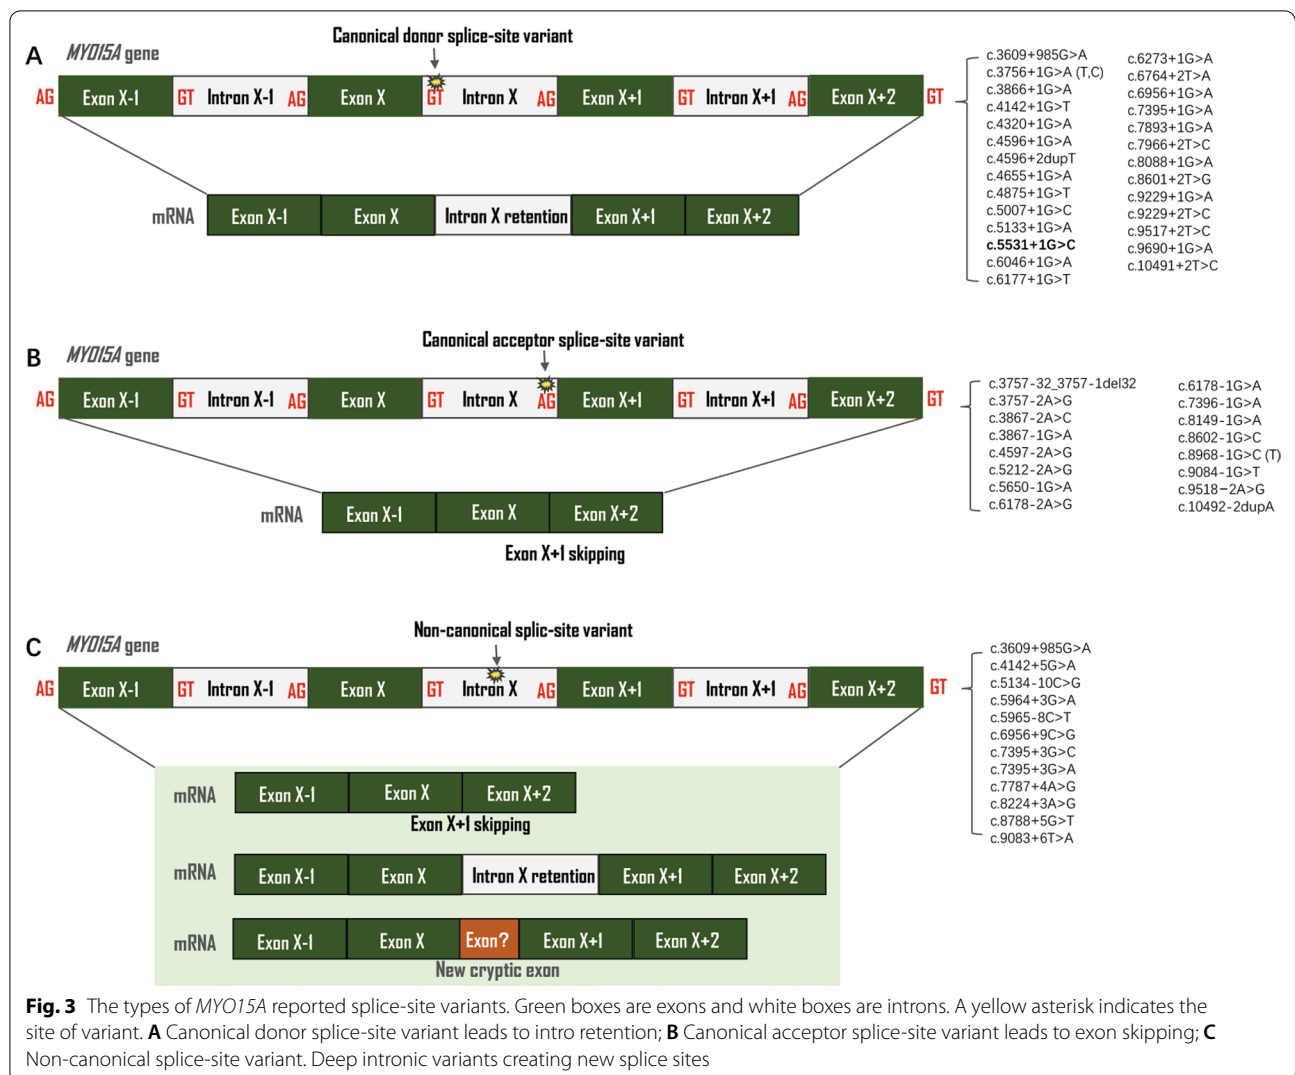 A
MYO15A gene
Canonical donor splice-site variant
AG Exon X-1 GT Intron X-1 AG Exon X GT Intron X AG Exon X+1 GT Intron X+1 AG Exon X+2 GT
mRNA Exon X-1 Exon X Intron X retention Exon X+1 Exon X+2
c.3609+985G>A
c.3756+1G>A (T,C)
c.3866+1G>A
c.4142+1G>T
c.4320+1G>A
c.4596+1G>A
c.4596+2dupT
c.4655+1G>A
c.4875+1G>T
c.5007+1G>C
c.5133+1G>A
c.5531+1G>C
c.6046+1G>A
c.6177+1G>T
c.6273+1G>A
c.6764+2T>A
c.6956+1G>A
c.7395+1G>A
c.7893+1G>A
c.7966+2T>C
c.8088+1G>A
c.8601+2T>G
c.9229+1G>A
c.9229+2T>C
c.9517+2T>C
c.9690+1G>A
c.10491+2T>C
B
MYO15A gene
Canonical acceptor splice-site variant
AG Exon X-1 GT Intron X-1 AG Exon X GT Intron X AG Exon X+1 GT Intron X+1 AG Exon X+2 GT
mRNA Exon X-1 Exon X Exon X+2
Exon X+1 skipping
c.3757-32_3757-1del32
c.3757-2A>G
c.3867-2A>C
c.3867-1G>A
c.4597-2A>G
c.5212-2A>G
c.5650-1G>A
c.6178-2A>G
c.6178-1G>A
c.7396-1G>A
c.8149-1G>A
c.8602-1G>C
c.8968-1G>C (T)
c.9084-1G>T
c.9518−2A>G
c.10492-2dupA
C
MYO15A gene
Non-canonical splic-site variant
AG Exon X-1 GT Intron X-1 AG Exon X GT Intron X AG Exon X+1 GT Intron X+1 AG Exon X+2 GT
mRNA Exon X-1 Exon X Exon X+2
Exon X+1 skipping
mRNA Exon X-1 Exon X Intron X retention Exon X+1 Exon X+2
mRNA Exon X-1 Exon X Exon? Exon X+1 Exon X+2
New cryptic exon
c.3609+985G>A
c.4142+5G>A
c.5134-10C>G
c.5964+3G>A
c.5965-8C>T
c.6956+9C>G
c.7395+3G>C
c.7395+3G>A
c.7787+4A>G
c.8224+3A>G
c.8788+5G>T
c.9083+6T>A
Fig. 3 The types of MYO15A reported splice-site variants. Green boxes are exons and white boxes are introns. A yellow asterisk indicates the
site of variant. A Canonical donor splice-site variant leads to intro retention; B Canonical acceptor splice-site variant leads to exon skipping; C
Non-canonical splice-site variant. Deep intronic variants creating new splice sites